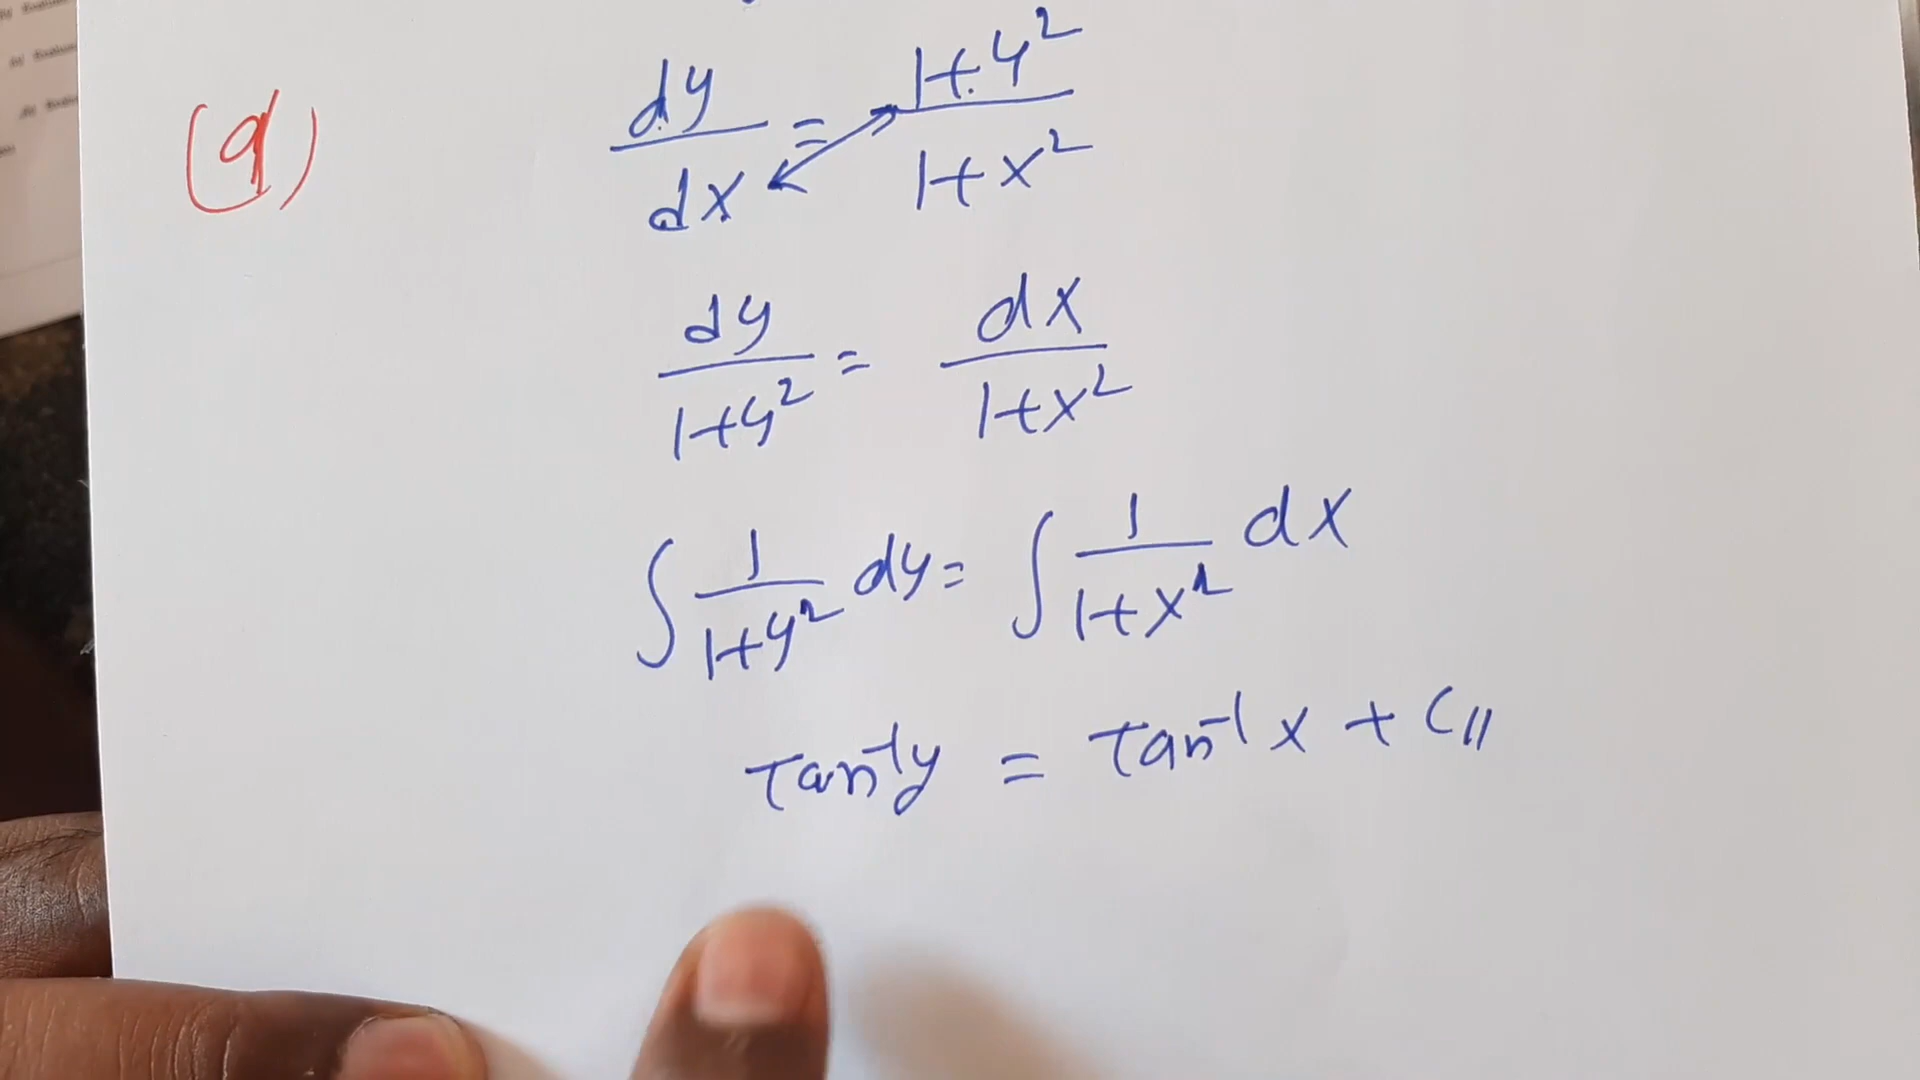 (9)
dy/dx = 1+y²/1+x²
dy/1+y² = dx/1+x²
∫ 1/1+y² dy = ∫ 1/1+x² dx
Tan⁻¹y = Tan⁻¹x + C//